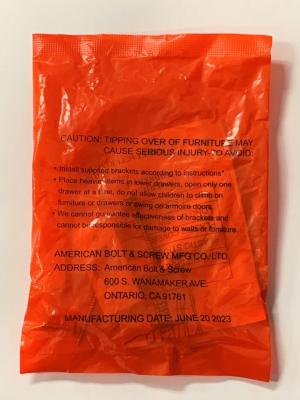 CAUTION: TIPPING OVER OF FURNITURE MAY
CAUSE SERIOUS INJURY-TO AVOID:
• Install supplied brackets according to instructions*
• Place heavy items in lower drawers, open only one
drawer at a time, do not allow children to climb on
furniture or drawers or swing on armoire doors.
• We cannot guarantee effectiveness of brackets and
cannot be responsible for damage to walls or furniture.
AMERICAN BOLT & SCREW MFG CO. LTD.
ADDRESS: American Bolt & Screw
600 S. WANAMAKER AVE.
ONTARIO, CA 91761
MANUFACTURING DATE: JUNE 20 2023